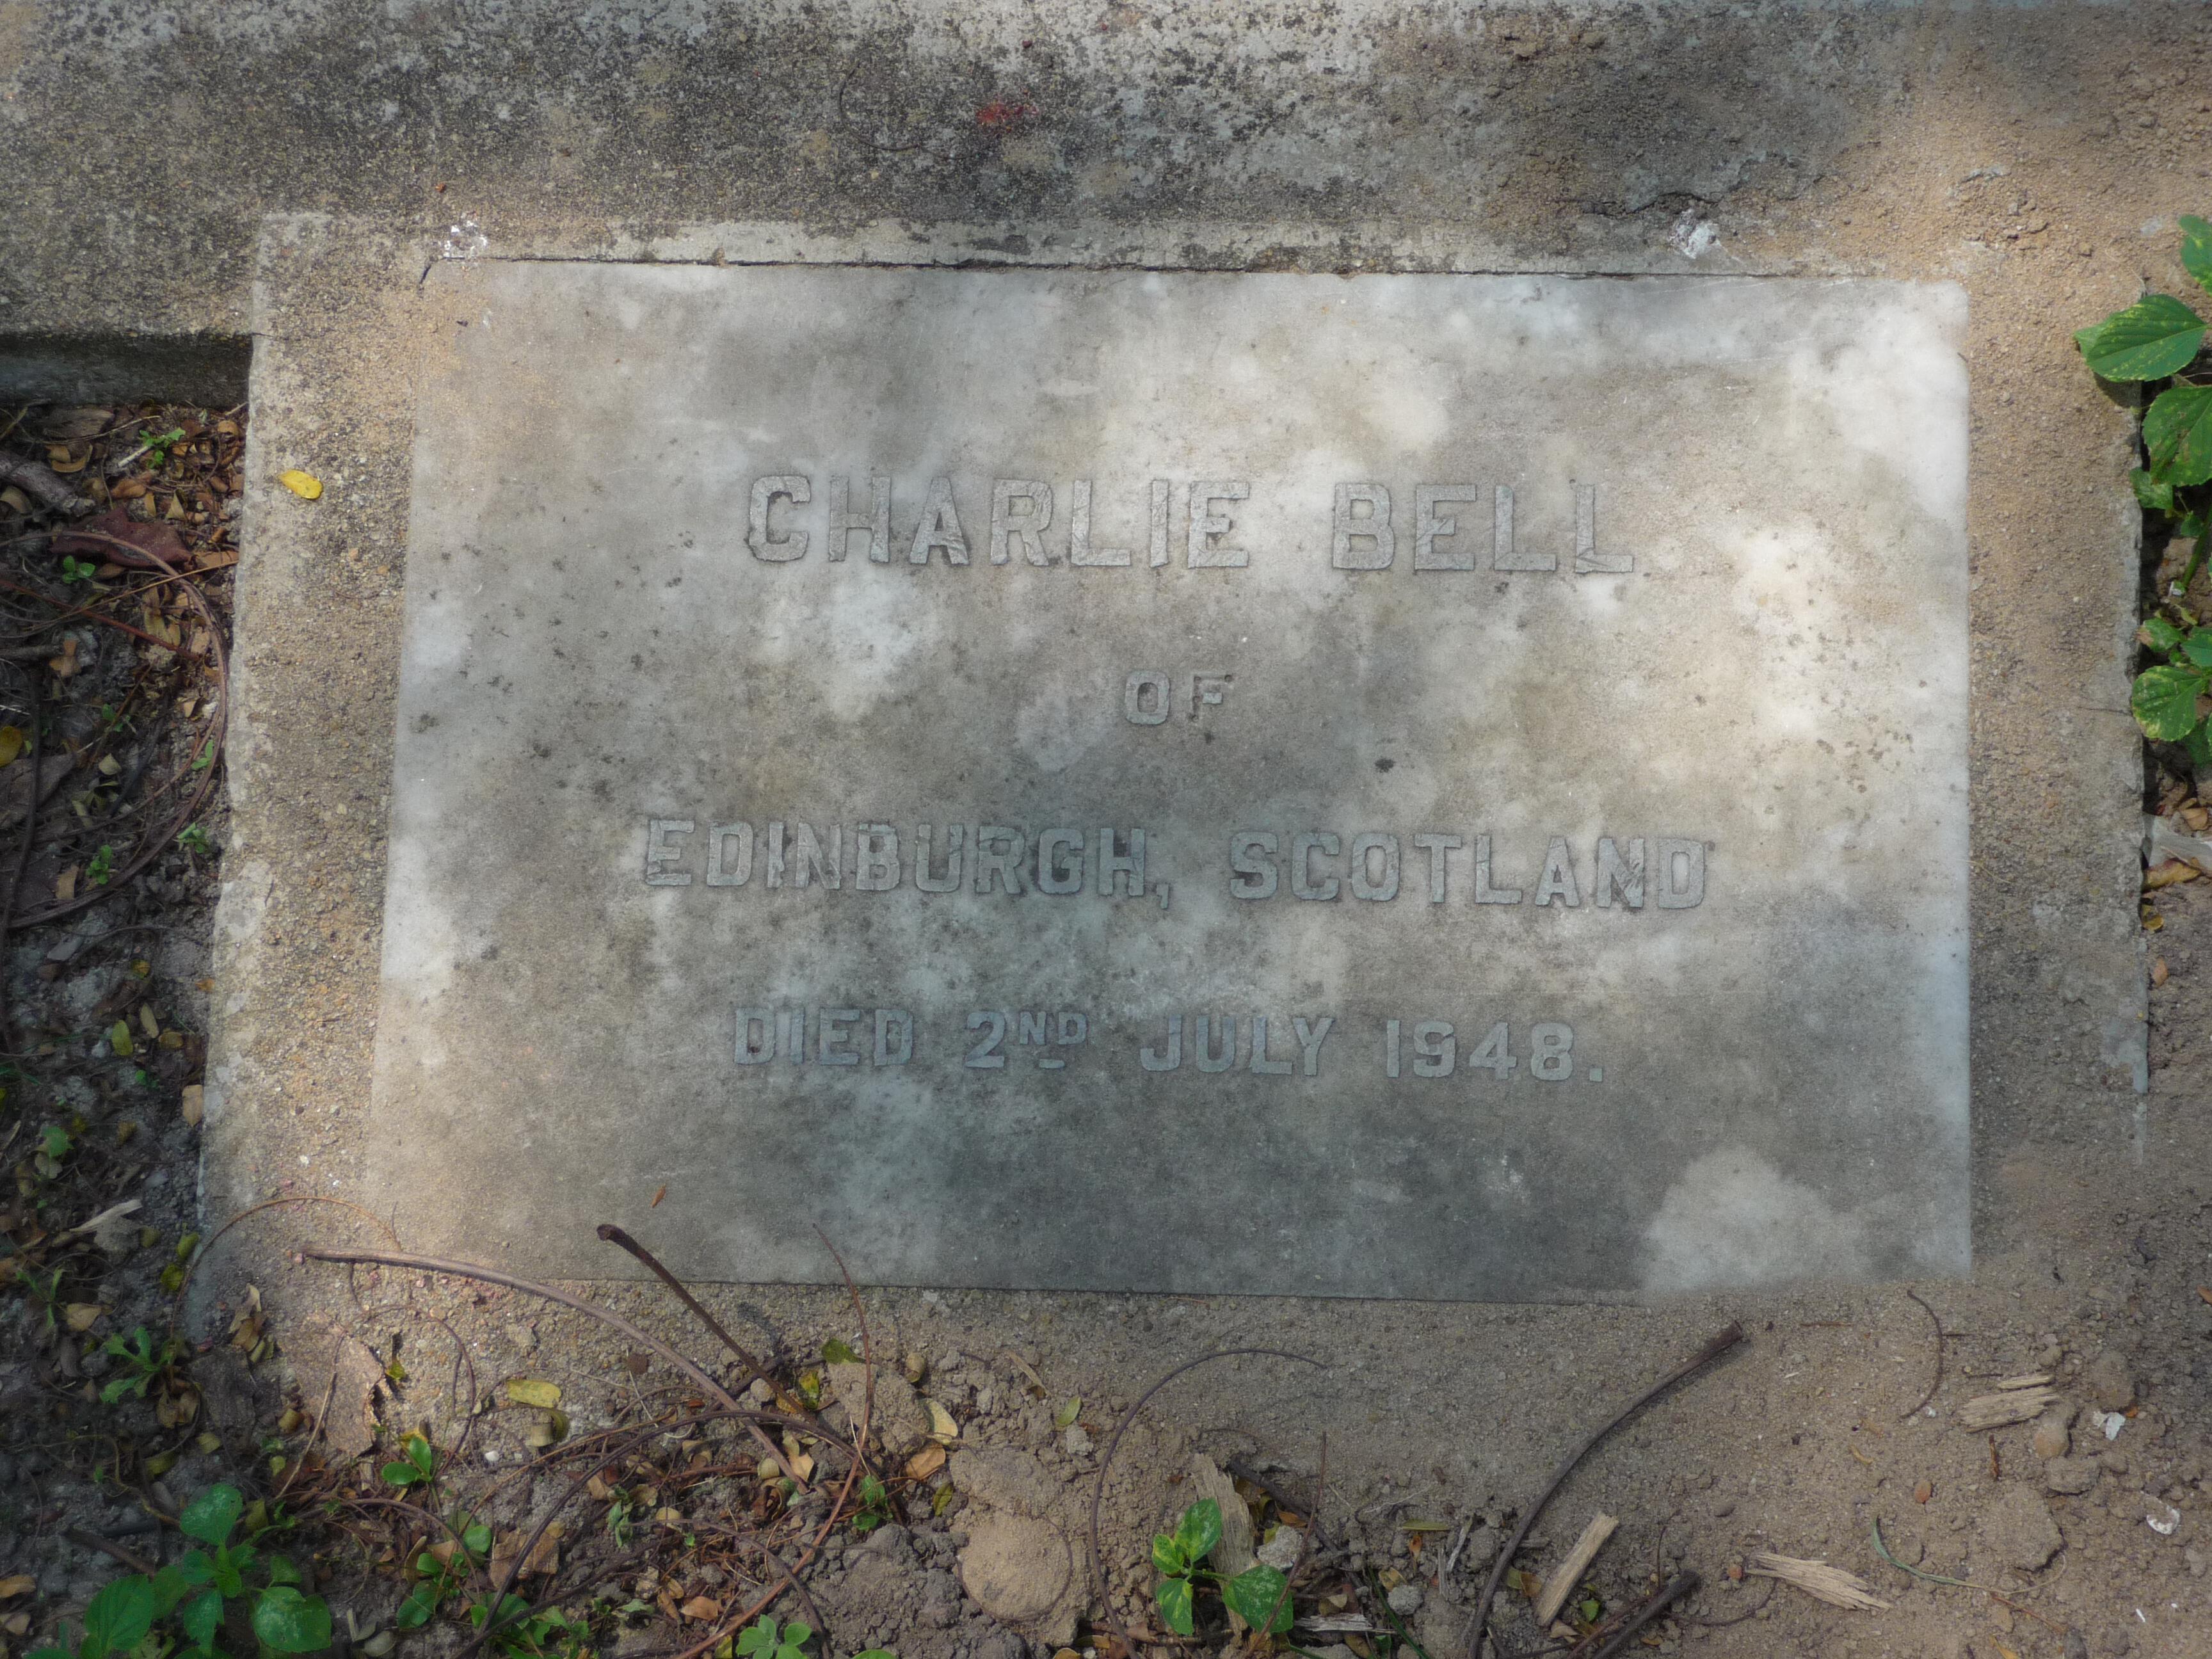 CHARLIE BELL
OF
EDINBURGH, SCOTLAND
DIED 2ND JULY 1948.